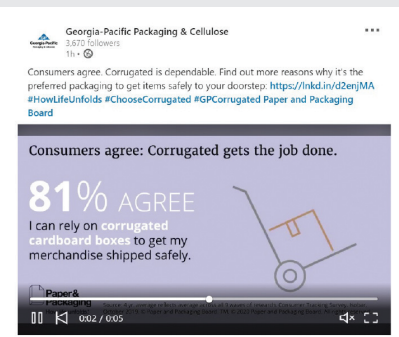 Georgia-Pacific Packaging & Cellulose
3,670 followers
1h •
Consumers agree. Corrugated is dependable. Find out more reasons why it's the
preferred packaging to get items safely to your doorstep: https://lnkd.in/d2enjMA
#HowLifeUnfolds #ChooseCorrugated #GPCorrugated Paper and Packaging
Board
Consumers agree: Corrugated gets the job done.
81% AGREE
I can rely on corrugated
cardboard boxes to get my
merchandise shipped safely.
Paper&
Packaging
0:02 / 0:05